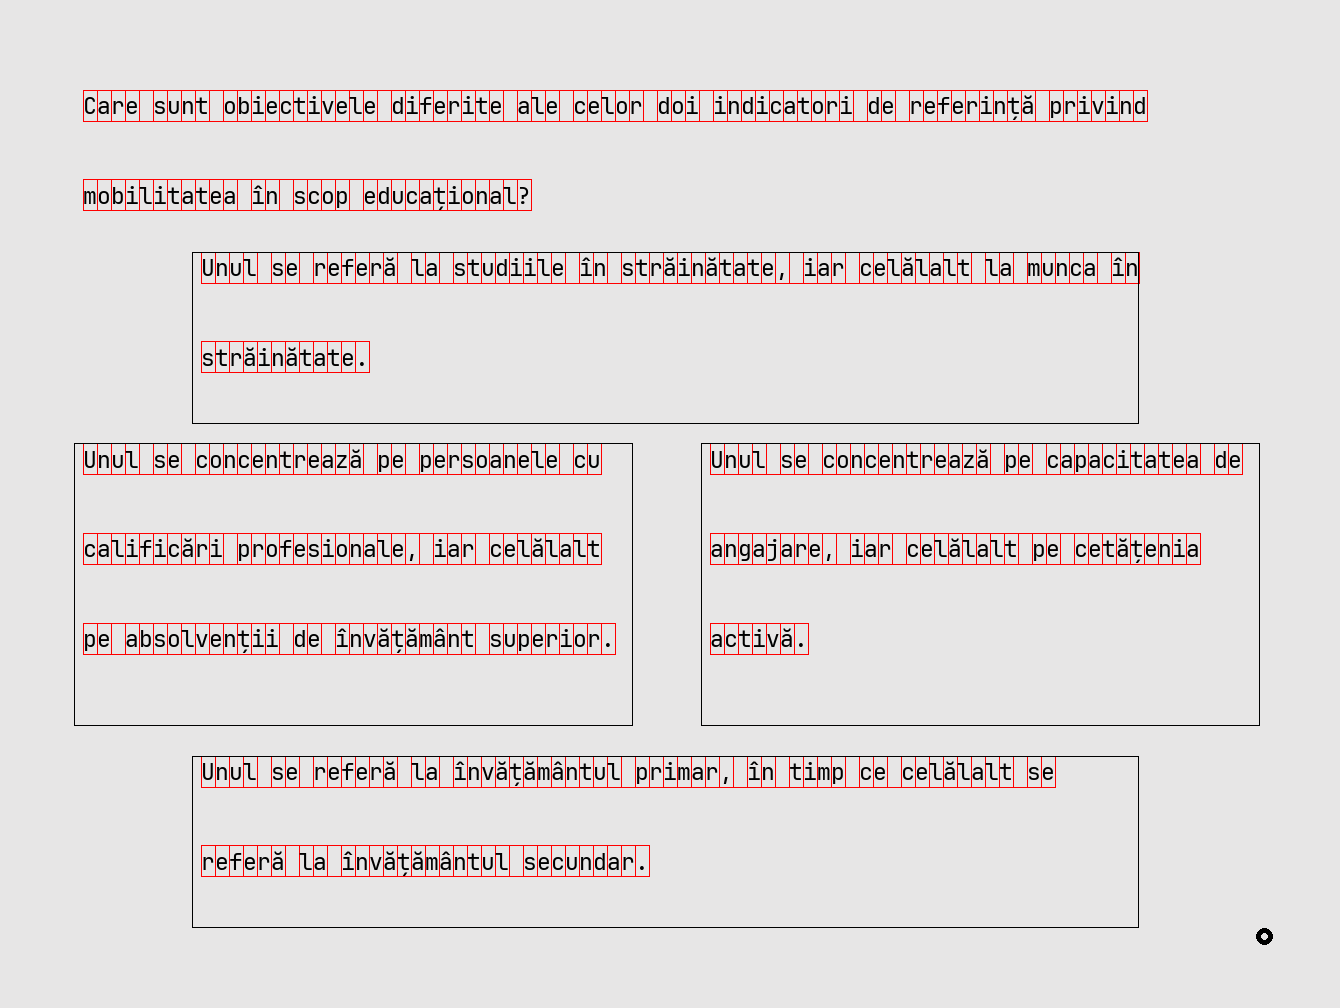 Care sunt obiectivele diferite ale celor doi indicatori de referință privind
mobilitatea în scop educațional?
Unul se referă la studiile în străinătate, iar celălalt la munca în
străinătate.
Unul se concentrează pe persoanele cu
calificări profesionale, iar celălalt
pe absolvenții de învățământ superior.
Unul se concentrează pe capacitatea de
angajare, iar celălalt pe cetățenia
activă.
Unul se referă la învățământul primar, în timp ce celălalt se
referă la învățământul secundar.